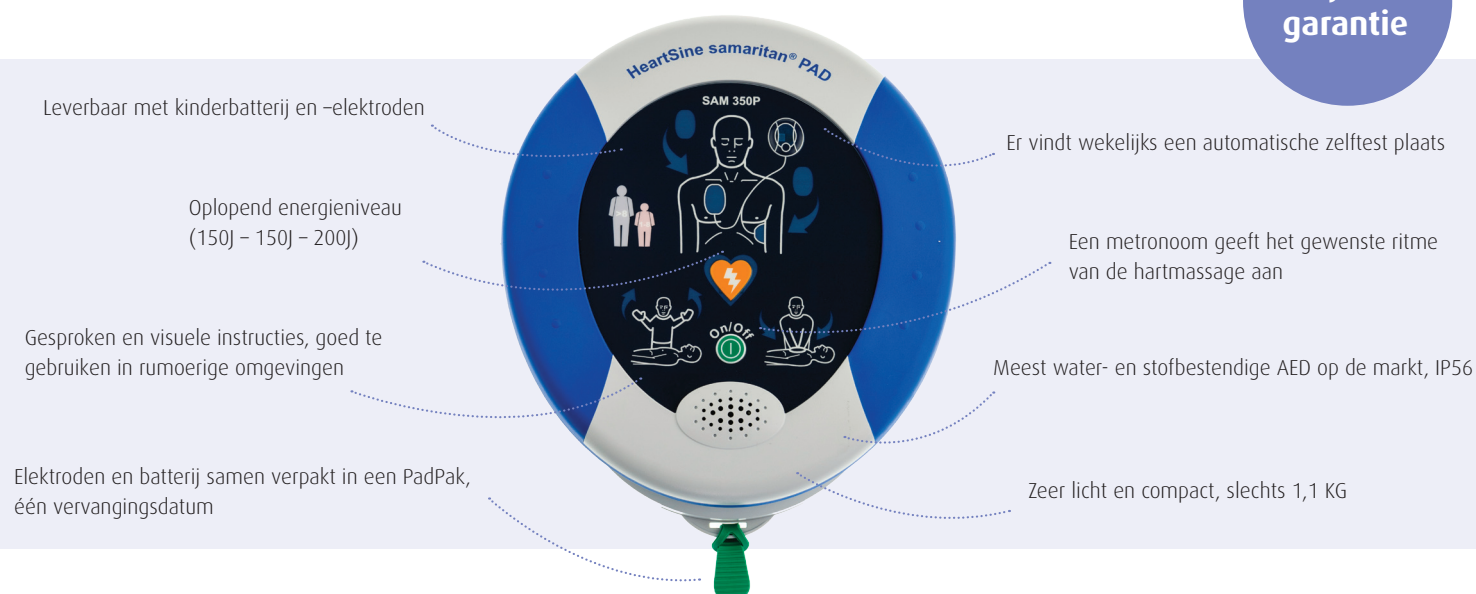 garantie
HeartSine samaritan® PAD
SAM 350P
Leverbaar met kinderbatterij en –elektroden
Oplopend energieniveau
(150J – 150J – 200J)
Gesproken en visuele instructies, goed te
gebruiken in rumoerige omgevingen
Elektroden en batterij samen verpakt in een PadPak,
één vervangingsdatum
On/Off
Er vindt wekelijks een automatische zelftest plaats
Een metronoom geeft het gewenste ritme
van de hartmassage aan
Meest water- en stofbestendige AED op de markt, IP56
Zeer licht en compact, slechts 1,1 KG